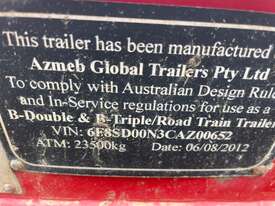 This trailer has been manufactured
Azmeb Global Trailers Pty Ltd
To comply with Australian Design Rule
and In-Service regulations for use as a
B-Double & B-Triple/Road Train Trailer
VIN: 6F8SD00N3CAZ00652
ATM: 23500kg Date: 06/08/2012